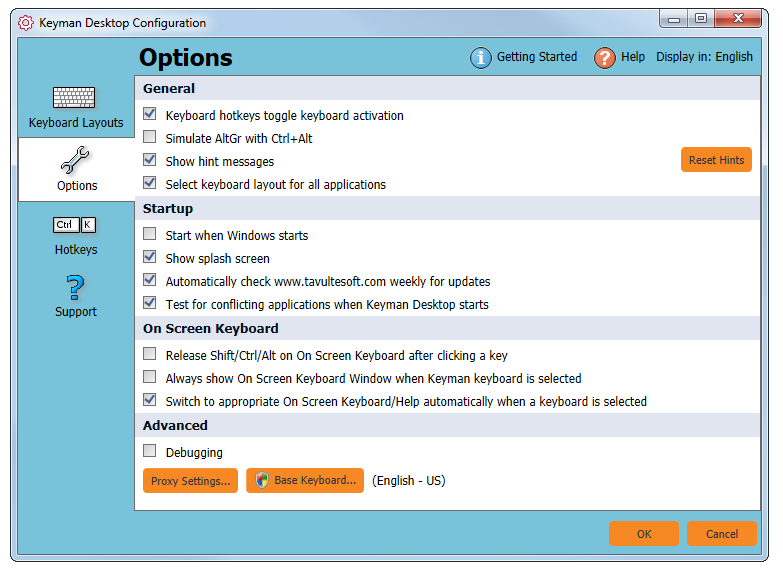 Keyman Desktop Configuration
Options
Getting Started
Help
Display in: English
Keyboard Layouts
Options
Ctrl K
Hotkeys
Support
General
Keyboard hotkeys toggle keyboard activation
Simulate AltGr with Ctrl+Alt
Show hint messages
Reset Hints
Select keyboard layout for all applications
Startup
Start when Windows starts
Show splash screen
Automatically check www.tavultesoft.com weekly for updates
Test for conflicting applications when Keyman Desktop starts
On Screen Keyboard
Release Shift/Ctrl/Alt on On Screen Keyboard after clicking a key
Always show On Screen Keyboard Window when Keyman keyboard is selected
Switch to appropriate On Screen Keyboard/Help automatically when a keyboard is selected
Advanced
Debugging
Proxy Settings...
Base Keyboard...
(English - US)
OK
Cancel